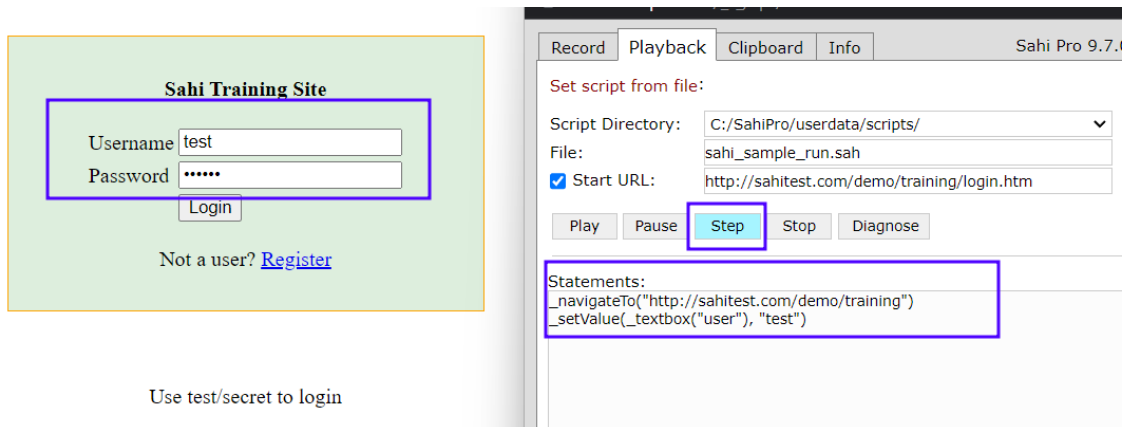 Sahi Training Site
Username test
Password ••••••
Login
Not a user? Register
Use test/secret to login
Record Playback Clipboard Info Sahi Pro 9.7.
Set script from file:
Script Directory: C:/SahiPro/userdata/scripts/
File: sahi_sample_run.sah
Start URL: http://sahitest.com/demo/training/login.htm
Play Pause Step Stop Diagnose
Statements:
_navigateTo("http://sahitest.com/demo/training")
_setValue(_textbox("user"), "test")